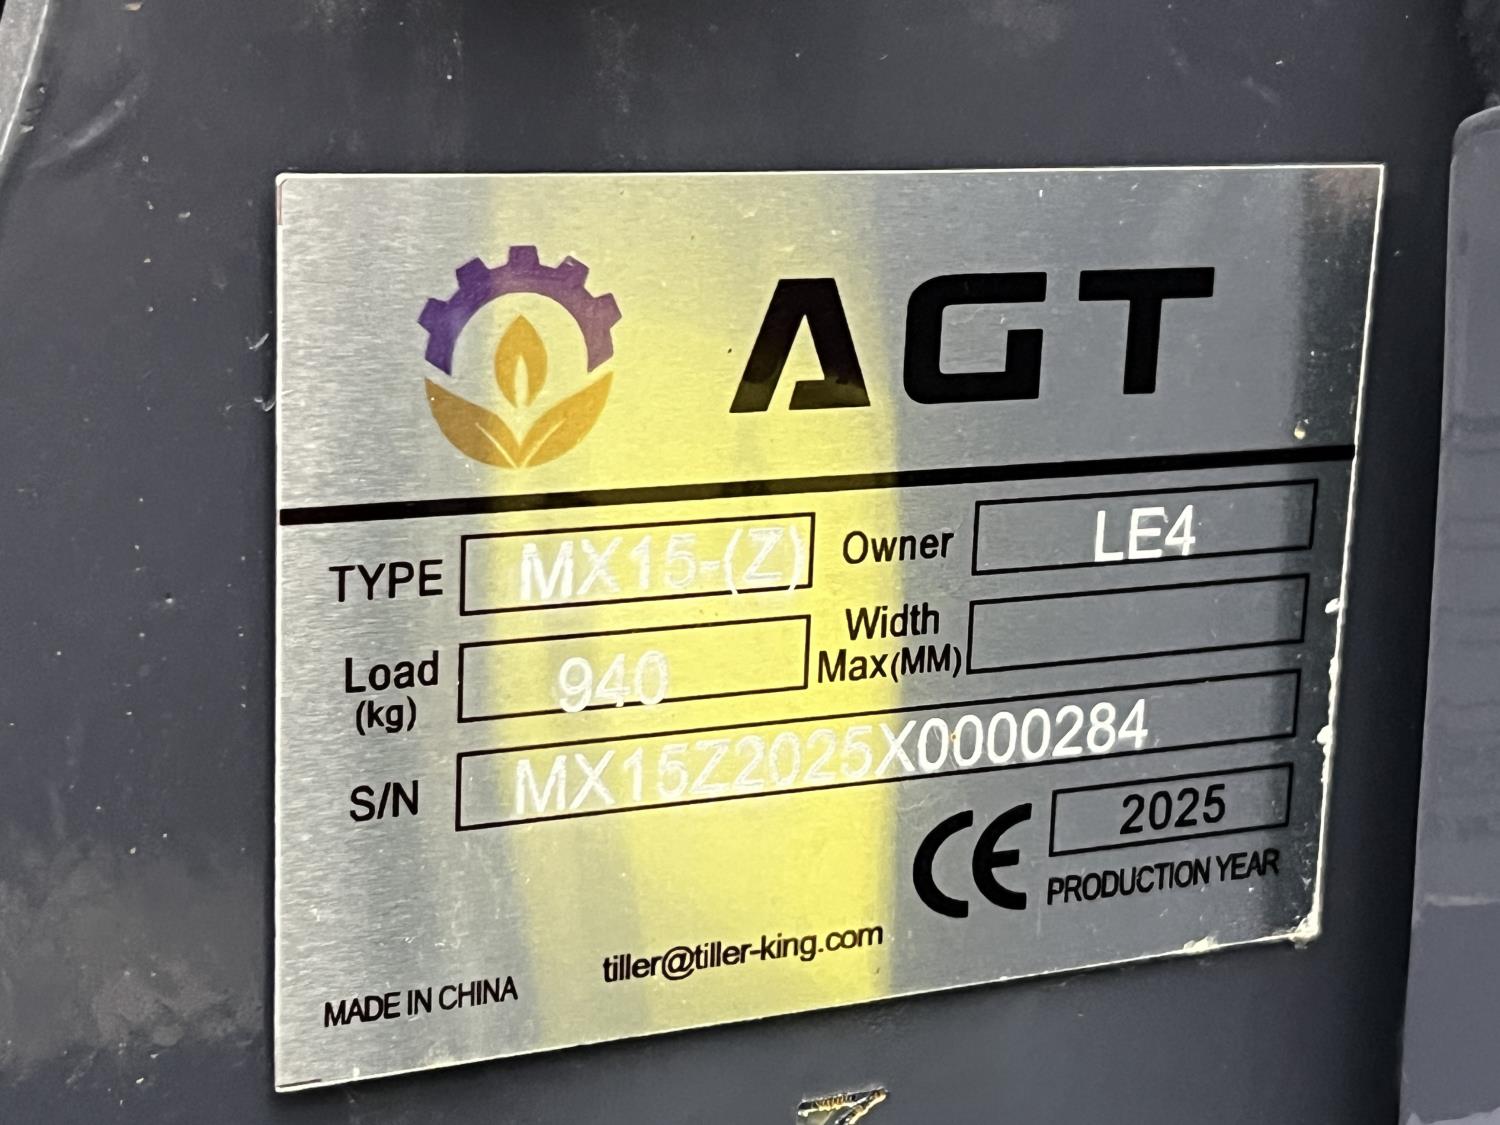 AGT
TYPE MX15-(Z) Owner LE4
Load (kg) 940 Width Max(MM)
S/N MX15Z2025X0000284
CE 2025
PRODUCTION YEAR
tiller@tiller-king.com
MADE IN CHINA